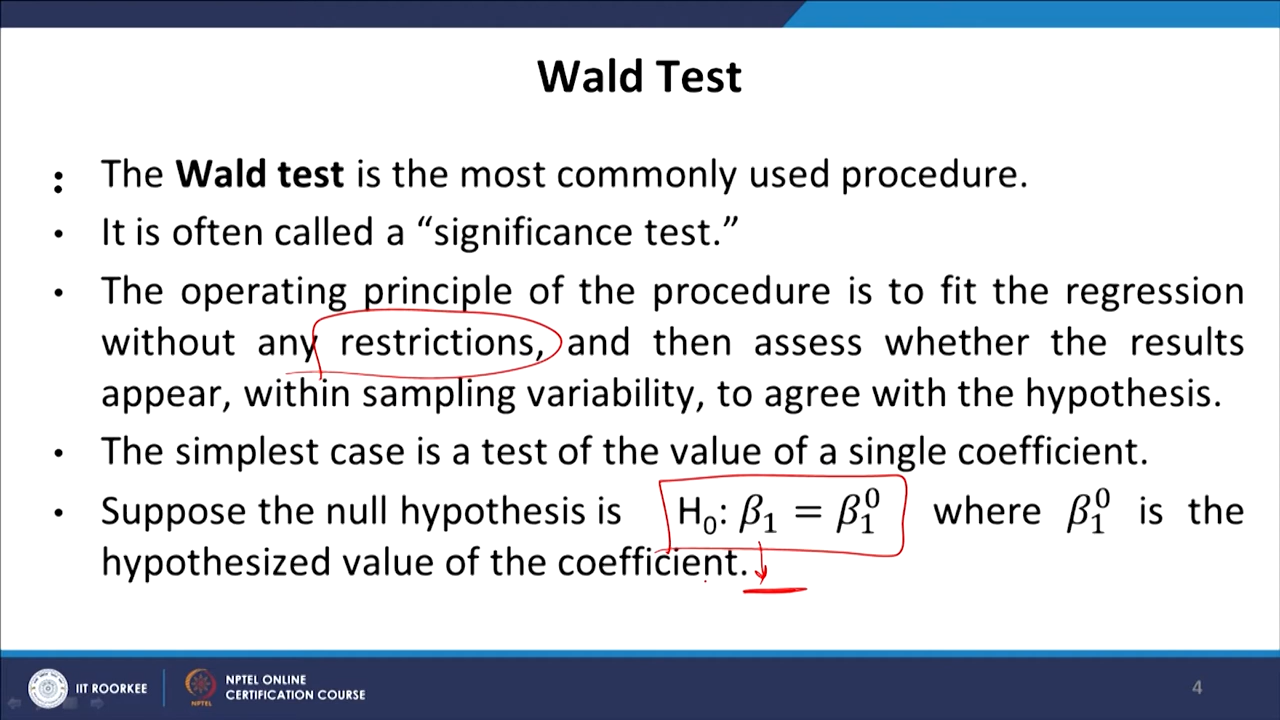 Wald Test
: The Wald test is the most commonly used procedure.
• It is often called a “significance test.”
• The operating principle of the procedure is to fit the regression
without any restrictions, and then assess whether the results
appear, within sampling variability, to agree with the hypothesis.
• The simplest case is a test of the value of a single coefficient.
• Suppose the null hypothesis is H₀: β₁ = β₁⁰ where β₁⁰ is the
hypothesized value of the coefficient.
IIT ROORKEE
NPTEL
NPTEL ONLINE
CERTIFICATION COURSE
4